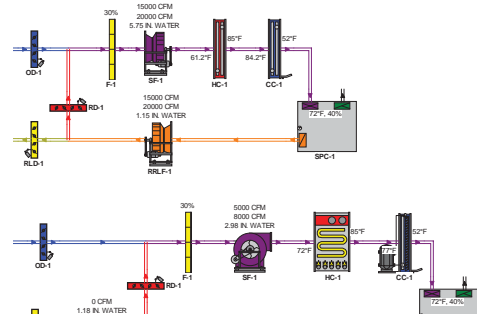 15000 CFM
20000 CFM
5.75 IN. WATER
30%
85°F
52°F
61.2°F
84.2°F
OD-1
F-1
SF-1
HC-1
CC-1
RD-1
15000 CFM
20000 CFM
1.15 IN. WATER
72°F, 40%
RLD-1
RRLF-1
SPC-1
30%
5000 CFM
8000 CFM
2.98 IN. WATER
85°F
52°F
72°F
77°F
OD-1
F-1
SF-1
HC-1
CC-1
RD-1
0 CFM
1.18 IN. WATER
72°F, 40%